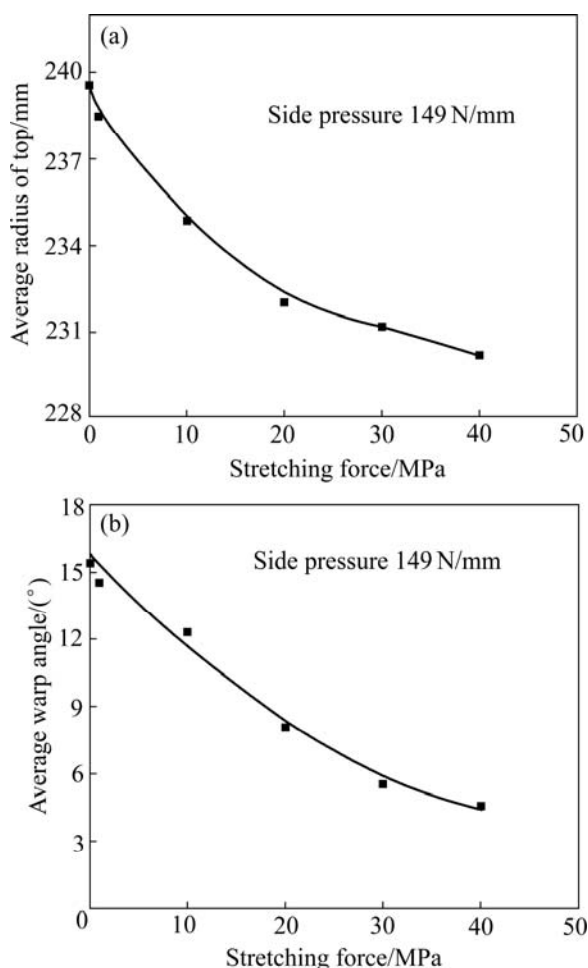 (a)
Side pressure 149 N/mm
Average radius of top/mm
240
237
234
231
228
0 10 20 30 40 50
Stretching force/MPa
(b)
Side pressure 149 N/mm
Average warp angle/(°)
18
15
12
9
6
3
0 10 20 30 40 50
Stretching force/MPa